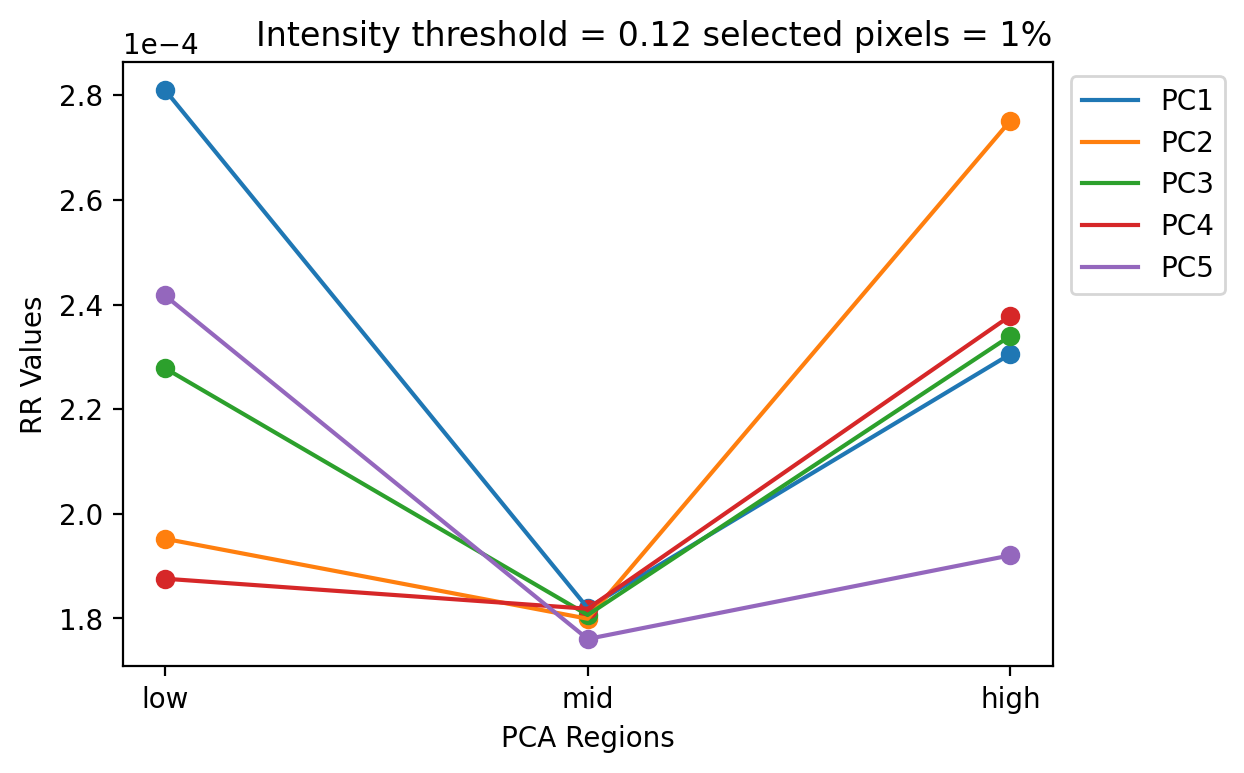 Intensity threshold = 0.12 selected pixels = 1%
1e−4
2.8
2.6
2.4
2.2
2.0
1.8
RR Values
low mid high
PCA Regions
PC1
PC2
PC3
PC4
PC5